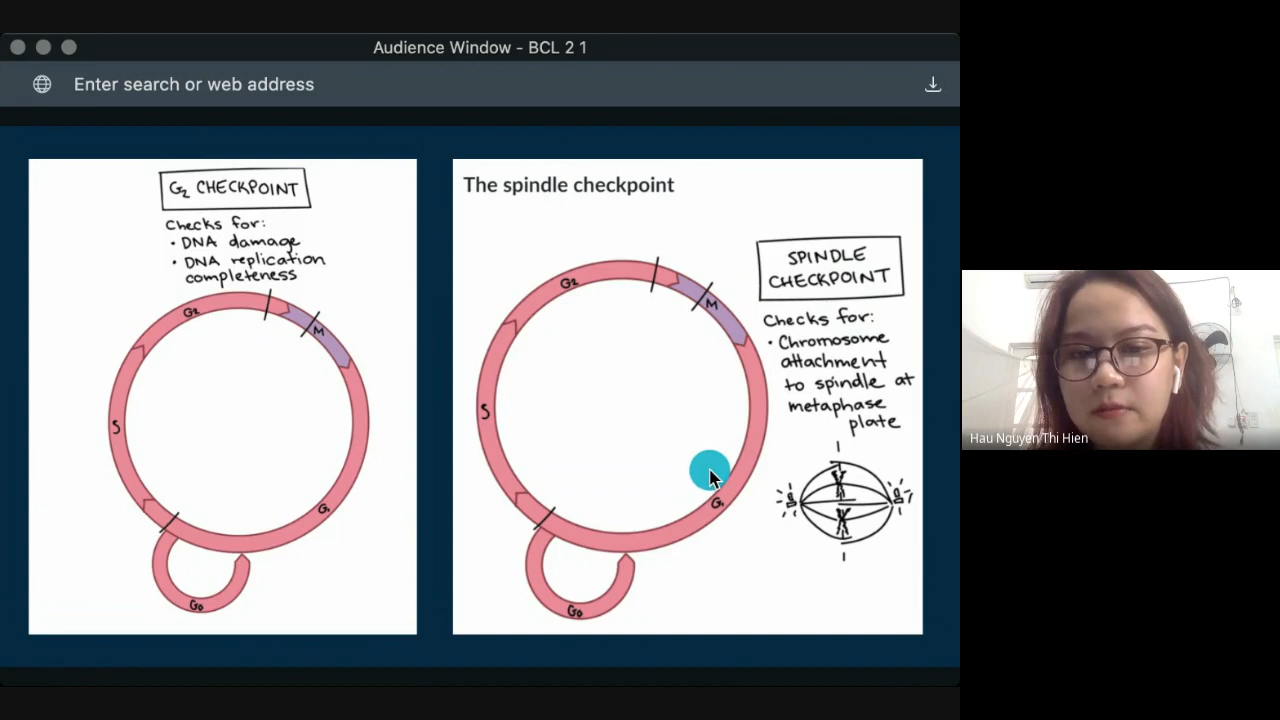 Audience Window - BCL 2 1
Enter search or web address
G2 CHECKPOINT
Checks for:
• DNA damage
• DNA replication
completeness
G2
M
S
G1
G0
The spindle checkpoint
SPINDLE
CHECKPOINT
Checks for:
• Chromosome
attachment
to spindle at
metaphase
plate
G2
M
S
G1
G0
Hau Nguyen Thi Hien